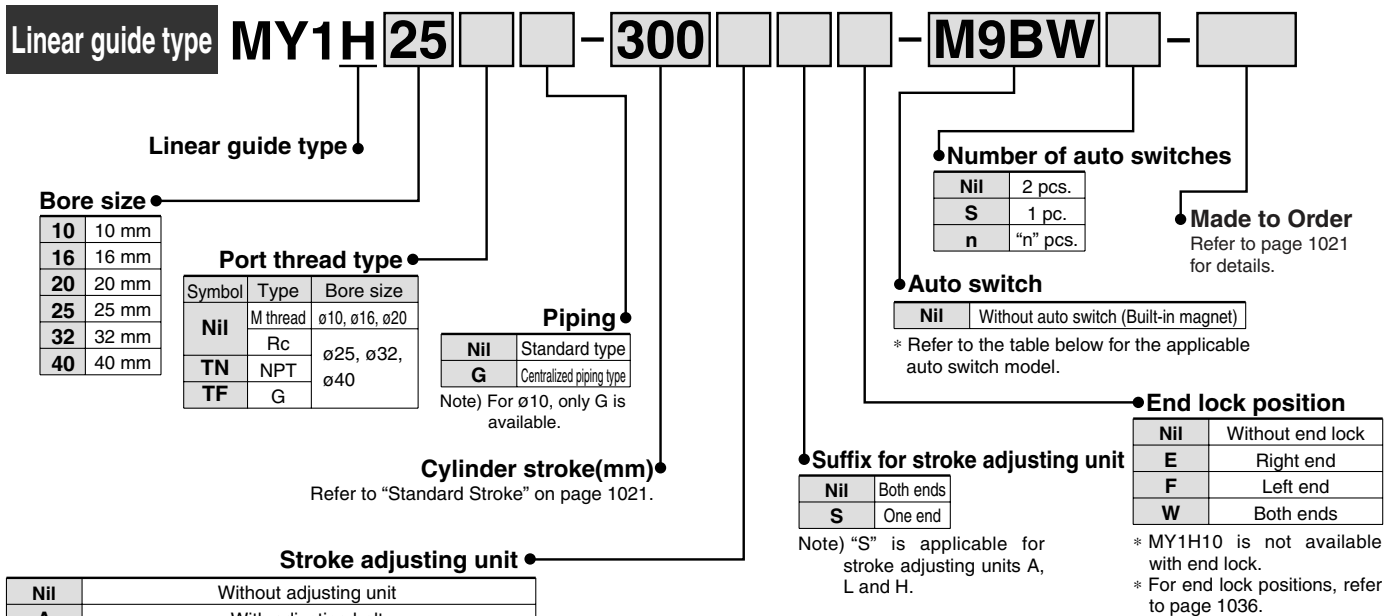 Linear guide type MY1H 25 – 300 – M9BW –
Linear guide type
Bore size
10 10 mm
16 16 mm
20 20 mm
25 25 mm
32 32 mm
40 40 mm
Port thread type
Symbol Type Bore size
Nil M thread ø10, ø16, ø20
Rc ø25, ø32, ø40
TN NPT
TF G
Piping
Nil Standard type
G Centralized piping type
Note) For ø10, only G is
available.
Cylinder stroke(mm)
Refer to “Standard Stroke” on page 1021.
Stroke adjusting unit
Nil Without adjusting unit
Suffix for stroke adjusting unit
Nil Both ends
S One end
Note) “S” is applicable for
stroke adjusting units A,
L and H.
End lock position
Nil Without end lock
E Right end
F Left end
W Both ends
* MY1H10 is not available
with end lock.
* For end lock positions, refer
to page 1036.
Auto switch
Nil Without auto switch (Built-in magnet)
* Refer to the table below for the applicable
auto switch model.
Number of auto switches
Nil 2 pcs.
S 1 pc.
n “n” pcs.
Made to Order
Refer to page 1021
for details.